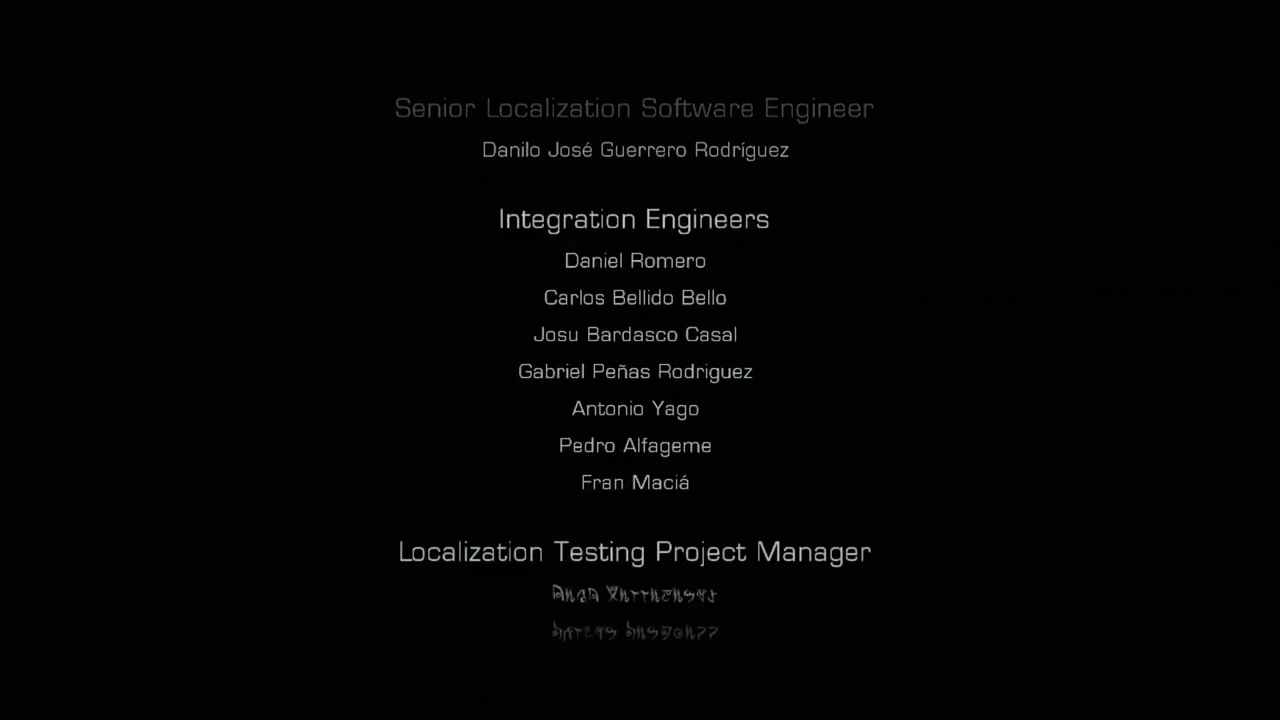 Senior Localization Software Engineer
Danilo José Guerrero Rodríguez
Integration Engineers
Daniel Romero
Carlos Bellido Bello
Josu Bardasco Casal
Gabriel Peñas Rodriguez
Antonio Yago
Pedro Alfageme
Fran Maciá
Localization Testing Project Manager